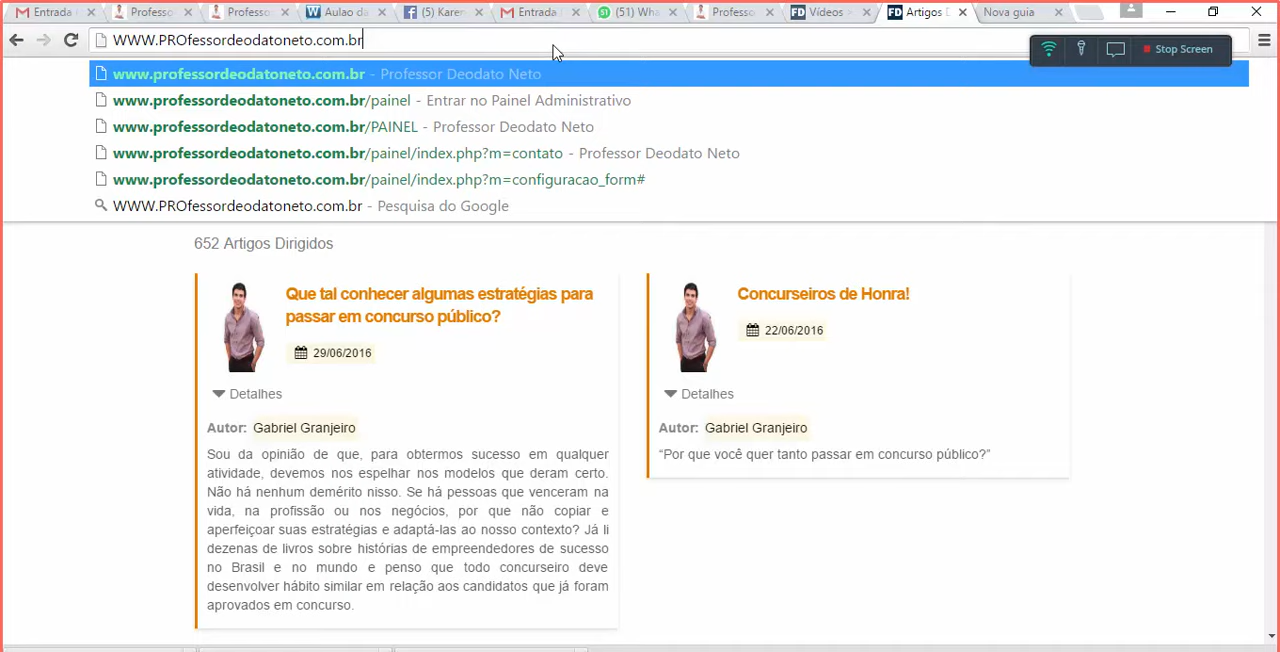 Entrada
Professo
Professo
Aulao da
(5) Karen
Entrada
(51) Wha
Professo
FD Vídeos >
FD Artigos D
Nova guia
WWW.PROfessordeodatoneto.com.br
Stop Screen
www.professordeodatoneto.com.br - Professor Deodato Neto
www.professordeodatoneto.com.br/painel - Entrar no Painel Administrativo
www.professordeodatoneto.com.br/PAINEL - Professor Deodato Neto
www.professordeodatoneto.com.br/painel/index.php?m=contato - Professor Deodato Neto
www.professordeodatoneto.com.br/painel/index.php?m=configuracao_form#
WWW.PROfessordeodatoneto.com.br - Pesquisa do Google
652 Artigos Dirigidos
Que tal conhecer algumas estratégias para
passar em concurso público?
29/06/2016
Detalhes
Autor: Gabriel Granjeiro
Sou da opinião de que, para obtermos sucesso em qualquer
atividade, devemos nos espelhar nos modelos que deram certo.
Não há nenhum demérito nisso. Se há pessoas que venceram na
vida, na profissão ou nos negócios, por que não copiar e
aperfeiçoar suas estratégias e adaptá-las ao nosso contexto? Já li
dezenas de livros sobre histórias de empreendedores de sucesso
no Brasil e no mundo e penso que todo concurseiro deve
desenvolver hábito similar em relação aos candidatos que já foram
aprovados em concurso.
Concurseiros de Honra!
22/06/2016
Detalhes
Autor: Gabriel Granjeiro
“Por que você quer tanto passar em concurso público?”